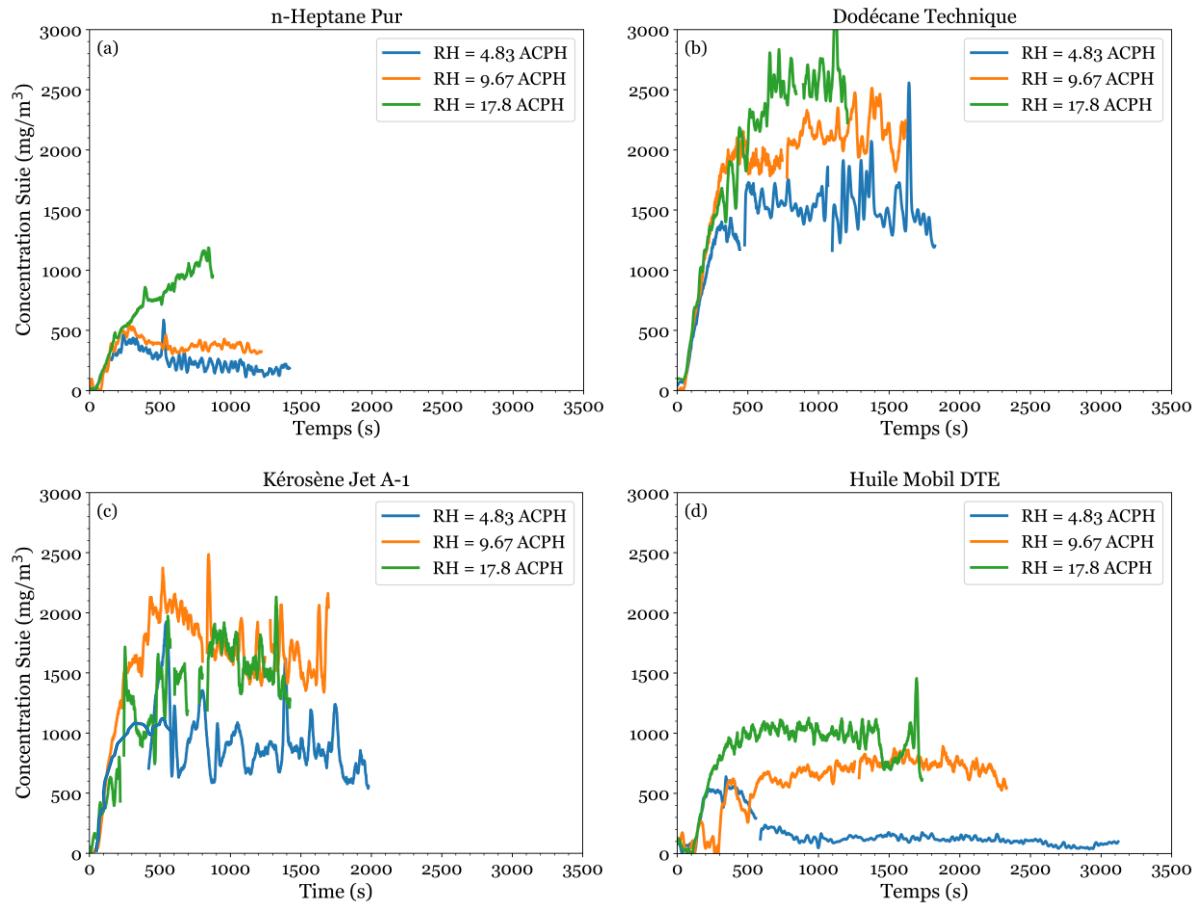 n-Heptane Pur
(a)
RH = 4.83 ACPH
RH = 9.67 ACPH
RH = 17.8 ACPH
Concentration Suie (mg/m³)
3000
2500
2000
1500
1000
500
0
0 500 1000 1500 2000 2500 3000 3500
Temps (s)
Dodécane Technique
(b)
RH = 4.83 ACPH
RH = 9.67 ACPH
RH = 17.8 ACPH
3000
2500
2000
1500
1000
500
0
0 500 1000 1500 2000 2500 3000 3500
Temps (s)
Kérosène Jet A-1
(c)
RH = 4.83 ACPH
RH = 9.67 ACPH
RH = 17.8 ACPH
Concentration Suie (mg/m³)
3000
2500
2000
1500
1000
500
0
0 500 1000 1500 2000 2500 3000 3500
Time (s)
Huile Mobil DTE
(d)
RH = 4.83 ACPH
RH = 9.67 ACPH
RH = 17.8 ACPH
3000
2500
2000
1500
1000
500
0
0 500 1000 1500 2000 2500 3000 3500
Temps (s)